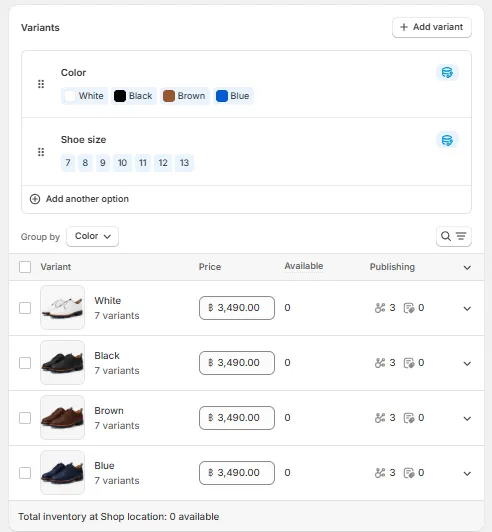 Variants
+ Add variant
Color
White Black Brown Blue
Shoe size
7 8 9 10 11 12 13
Add another option
Group by Color
Variant Price Available Publishing
White
7 variants
฿ 3,490.00 0 3 0
Black
7 variants
฿ 3,490.00 0 3 0
Brown
7 variants
฿ 3,490.00 0 3 0
Blue
7 variants
฿ 3,490.00 0 3 0
Total inventory at Shop location: 0 available